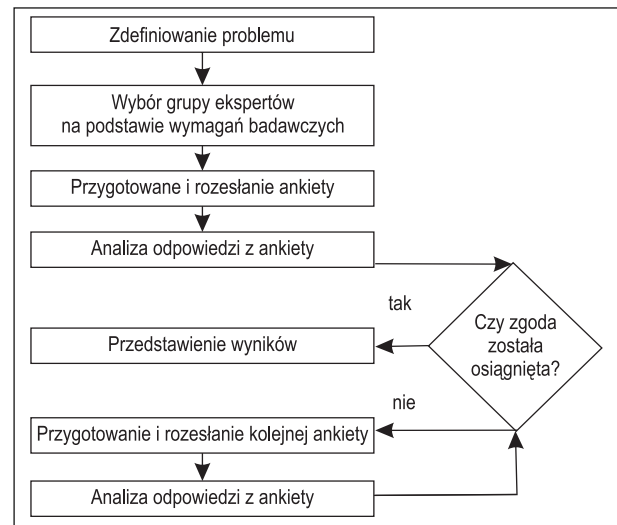 Zdefiniowanie problemu
Wybór grupy ekspertów
na podstawie wymagań badawczych
Przygotowane i rozesłanie ankiety
Analiza odpowiedzi z ankiety
tak
Czy zgoda
została
osiągnięta?
Przedstawienie wyników
nie
Przygotowanie i rozesłanie kolejnej ankiety
Analiza odpowiedzi z ankiety